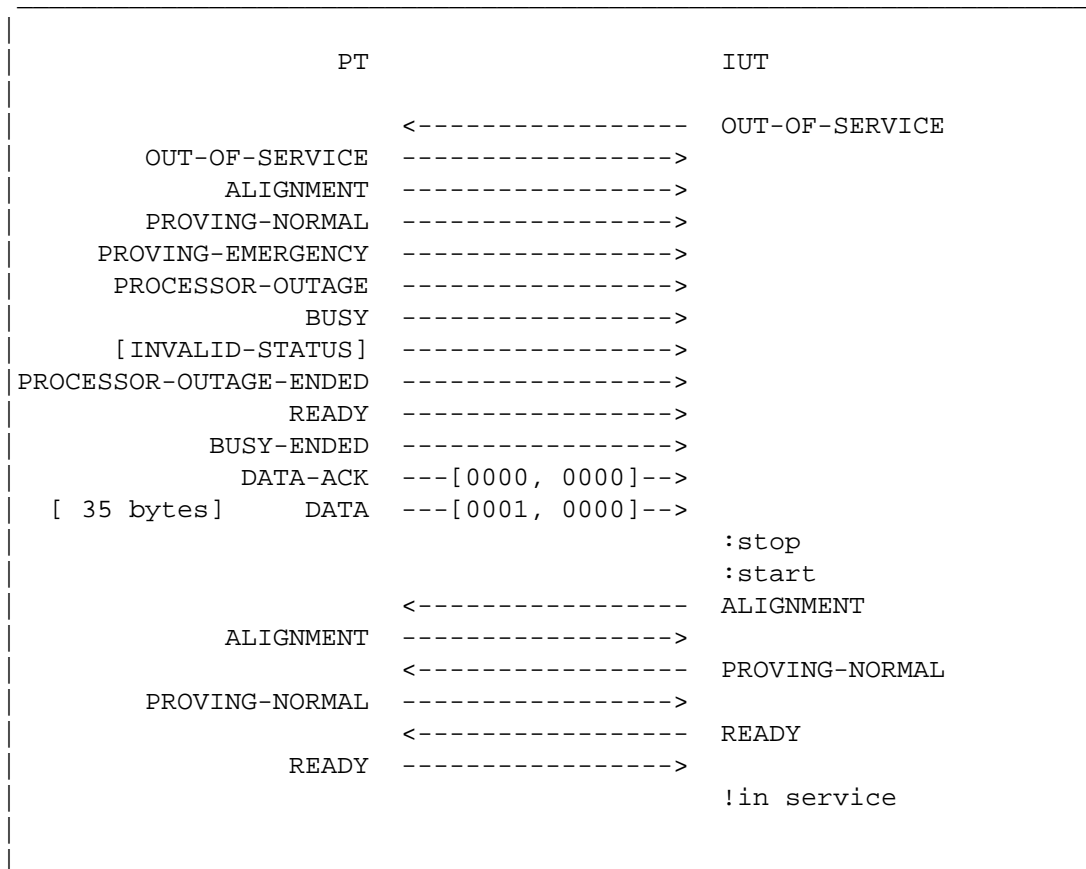 PT IUT
<----------------- OUT-OF-SERVICE
OUT-OF-SERVICE ----------------->
ALIGNMENT ----------------->
PROVING-NORMAL ----------------->
PROVING-EMERGENCY ----------------->
PROCESSOR-OUTAGE ----------------->
BUSY ----------------->
[INVALID-STATUS] ----------------->
PROCESSOR-OUTAGE-ENDED ----------------->
READY ----------------->
BUSY-ENDED ----------------->
DATA-ACK ---[0000, 0000]-->
[ 35 bytes] DATA ---[0001, 0000]-->
:stop
:start
<----------------- ALIGNMENT
ALIGNMENT ----------------->
<----------------- PROVING-NORMAL
PROVING-NORMAL ----------------->
<----------------- READY
READY ----------------->
!in service